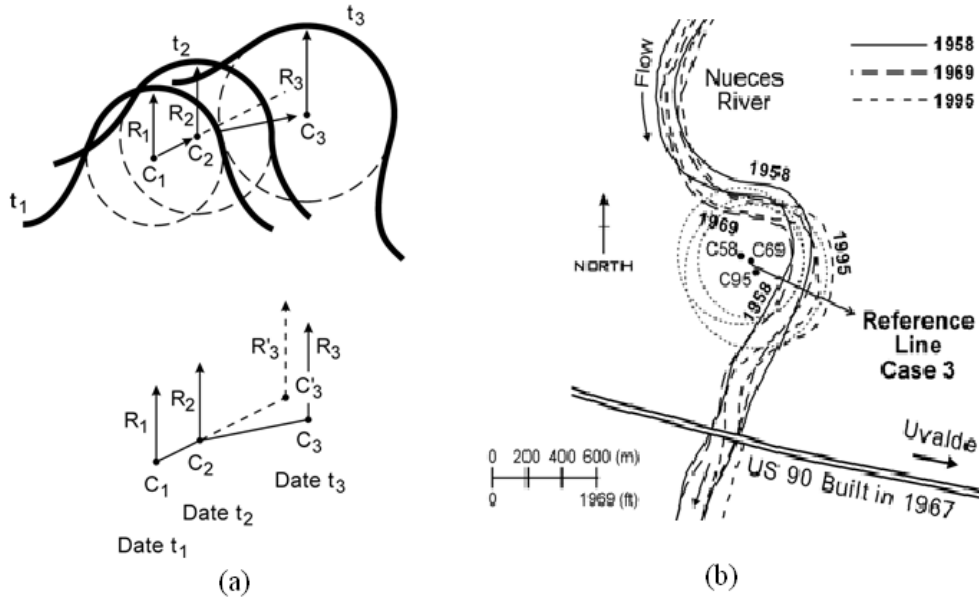 t3
t2
R3
R2
R1
C3
C2
C1
t1
R'3
R3
R2
C'3
R1
C3
C2
C1
Date t3
Date t2
Date t1
(a)
1958
1969
1995
Flow
Nueces
River
1958
1969
1995
C58
C69
C95
1958
NORTH
Reference
Line
Case 3
Uvalde
0 200 400 600 (m)
0 1969 (ft)
US 90 Built in 1967
(b)